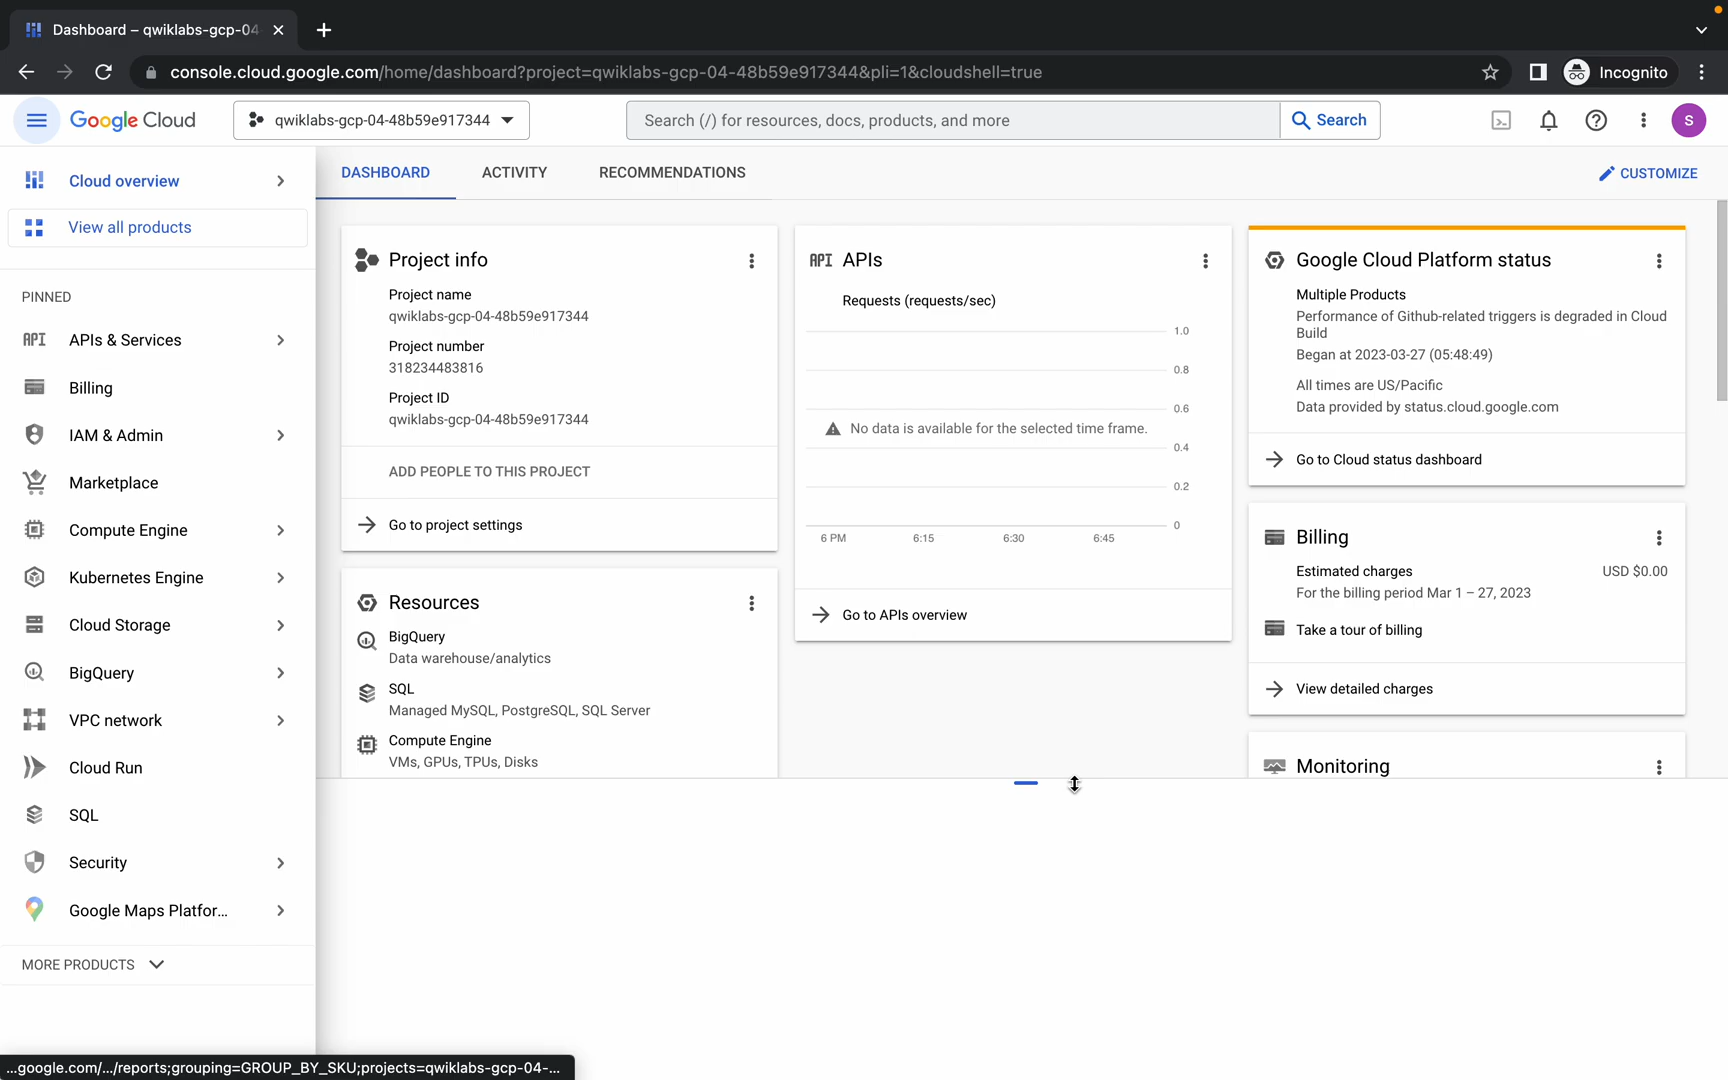 Dashboard – qwiklabs-gcp-04
console.cloud.google.com/home/dashboard?project=qwiklabs-gcp-04-48b59e917344&pli=1&cloudshell=true
Incognito
Google Cloud
qwiklabs-gcp-04-48b59e917344
Search (/) for resources, docs, products, and more
Search
S
Cloud overview
View all products
PINNED
API APIs & Services
Billing
IAM & Admin
Marketplace
Compute Engine
Kubernetes Engine
Cloud Storage
BigQuery
VPC network
Cloud Run
SQL
Security
Google Maps Platfor...
MORE PRODUCTS
DASHBOARD
ACTIVITY
RECOMMENDATIONS
CUSTOMIZE
Project info
Project name
qwiklabs-gcp-04-48b59e917344
Project number
318234483816
Project ID
qwiklabs-gcp-04-48b59e917344
ADD PEOPLE TO THIS PROJECT
Go to project settings
Resources
BigQuery
Data warehouse/analytics
SQL
Managed MySQL, PostgreSQL, SQL Server
Compute Engine
VMs, GPUs, TPUs, Disks
API APIs
Requests (requests/sec)
1.0
0.8
0.6
No data is available for the selected time frame.
0.4
0.2
0
6 PM 6:15 6:30 6:45
Go to APIs overview
Google Cloud Platform status
Multiple Products
Performance of Github-related triggers is degraded in Cloud
Build
Began at 2023-03-27 (05:48:49)
All times are US/Pacific
Data provided by status.cloud.google.com
Go to Cloud status dashboard
Billing
Estimated charges USD $0.00
For the billing period Mar 1 – 27, 2023
Take a tour of billing
View detailed charges
Monitoring
...google.com/.../reports;grouping=GROUP_BY_SKU;projects=qwiklabs-gcp-04-...